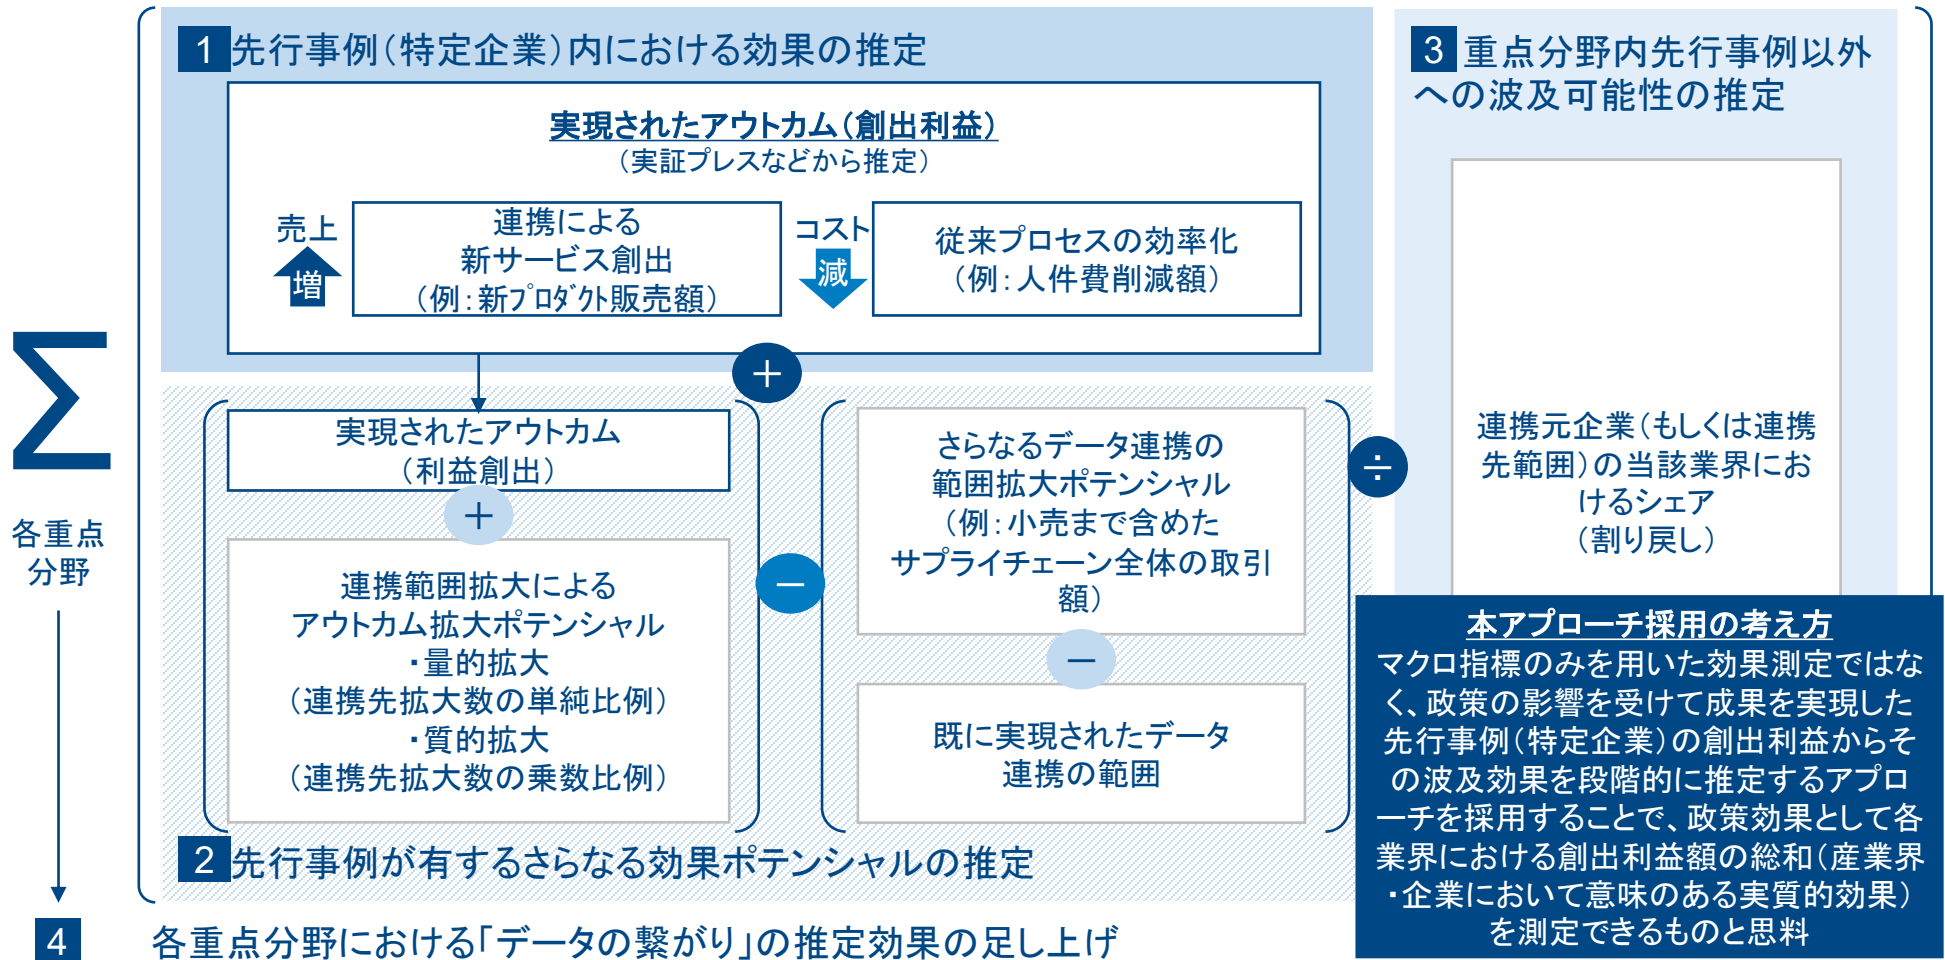 1 先行事例（特定企業）内における効果の推定
実現されたアウトカム（創出利益）
（実証プレスなどから推定）
売上
増
連携による
新サービス創出
（例：新プロダクト販売額）
コスト
減
従来プロセスの効率化
（例：人件費削減額）
＋
実現されたアウトカム
（利益創出）
＋
連携範囲拡大による
アウトカム拡大ポテンシャル
・量的拡大
（連携先拡大数の単純比例）
・質的拡大
（連携先拡大数の乗数比例）
－
さらなるデータ連携の
範囲拡大ポテンシャル
（例：小売まで含めた
サプライチェーン全体の取引
額）
－
既に実現されたデータ
連携の範囲
2 先行事例が有するさらなる効果ポテンシャルの推定
÷
3 重点分野内先行事例以外
への波及可能性の推定
連携元企業（もしくは連携
先範囲）の当該業界にお
けるシェア
（割り戻し）
本アプローチ採用の考え方
マクロ指標のみを用いた効果測定ではな
く、政策の影響を受けて成果を実現した
先行事例（特定企業）の創出利益からそ
の波及効果を段階的に推定するアプロ
ーチを採用することで、政策効果として各
業界における創出利益額の総和（産業界
・企業において意味のある実質的効果）
を測定できるものと思料
Σ
各重点
分野
4 各重点分野における「データの繋がり」の推定効果の足し上げ